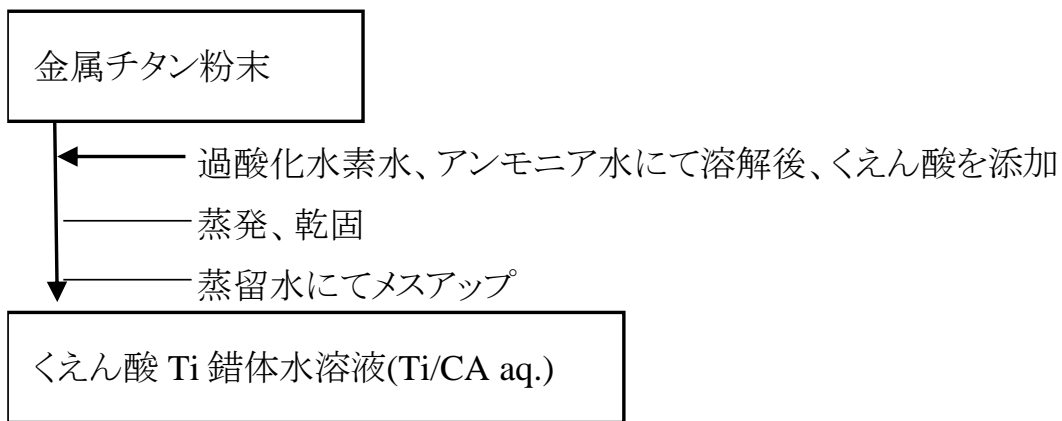 金属チタン粉末
過酸化水素水、アンモニア水にて溶解後、くえん酸を添加
蒸発、乾固
蒸留水にてメスアップ
くえん酸 Ti 錯体水溶液(Ti/CA aq.)